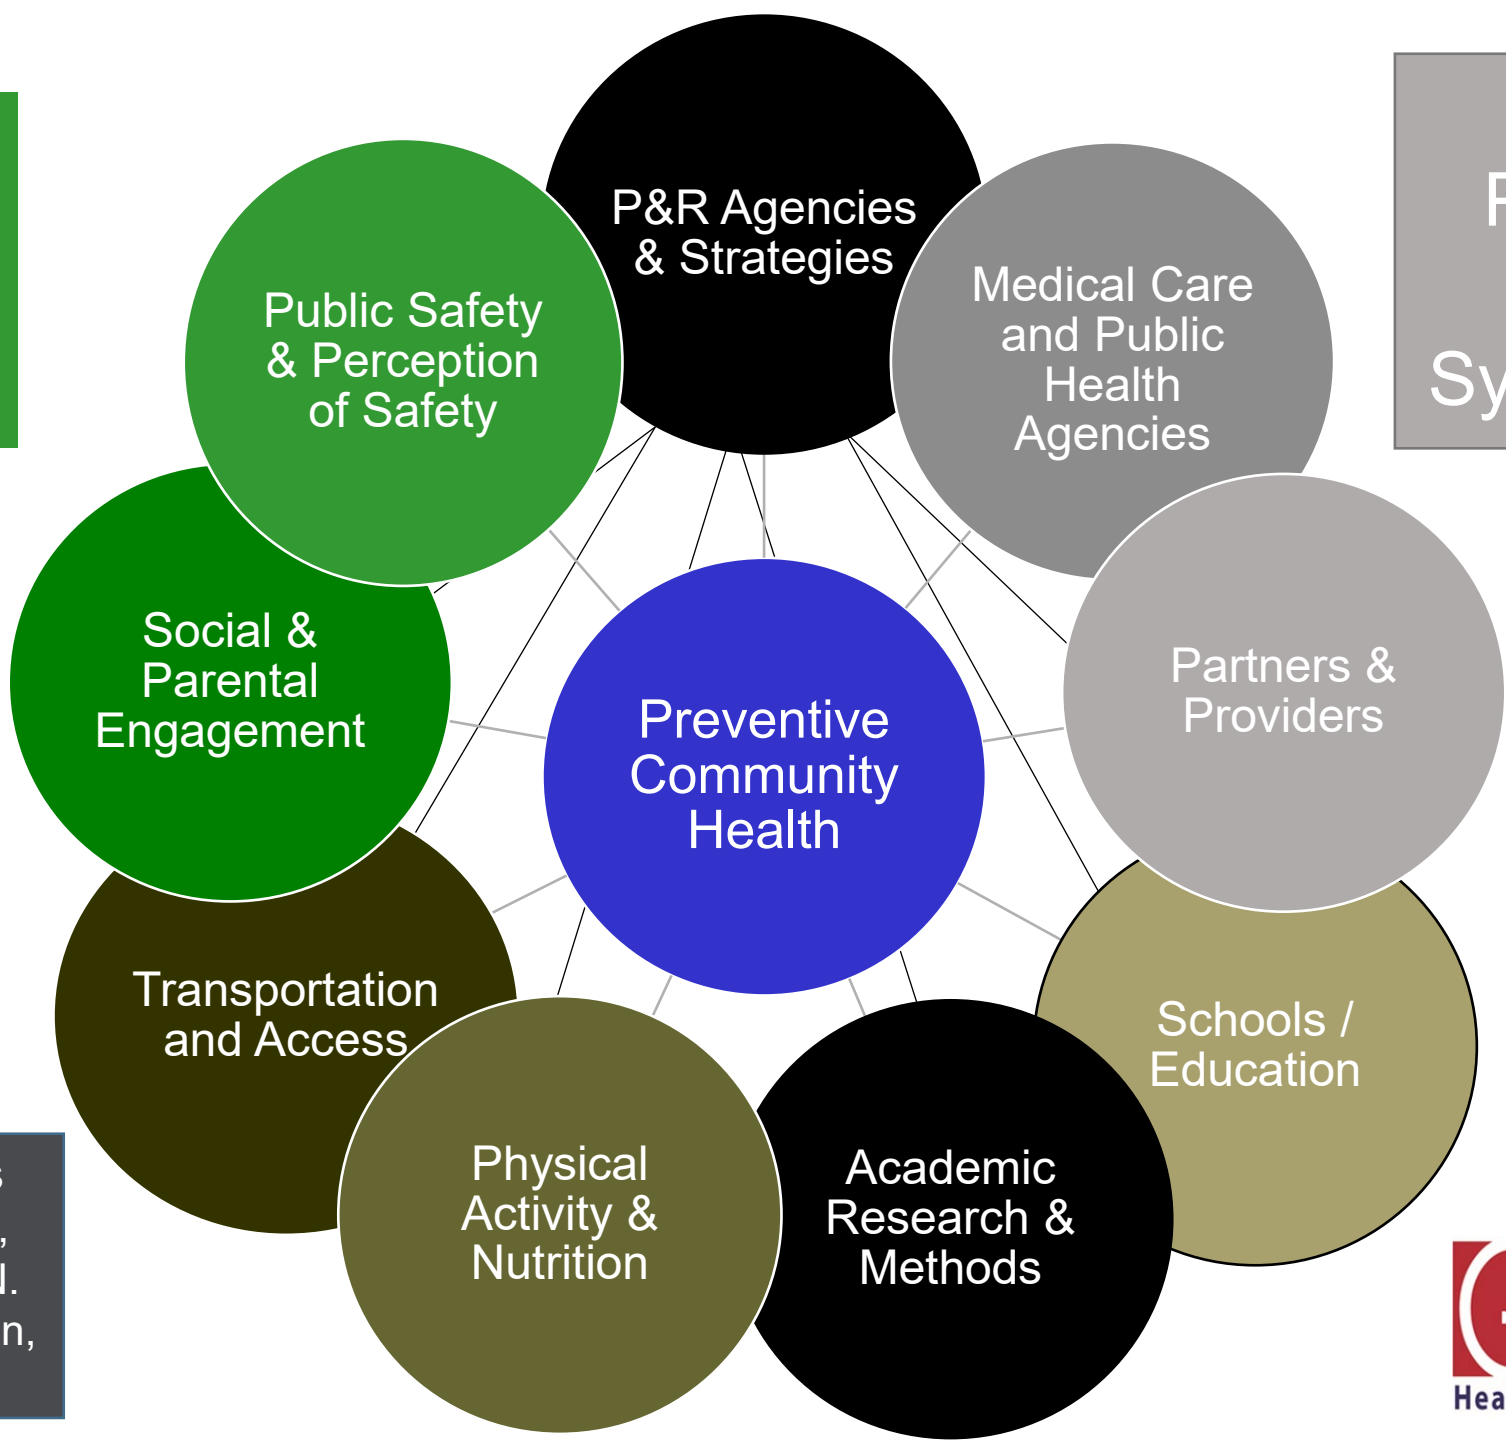 P&R Agencies
& Strategies
Medical Care
and Public
Health
Agencies
Partners &
Providers
Schools /
Education
Academic
Research &
Methods
Physical
Activity &
Nutrition
Transportation
and Access
Social &
Parental
Engagement
Public Safety
& Perception
of Safety
Preventive
Community
Health